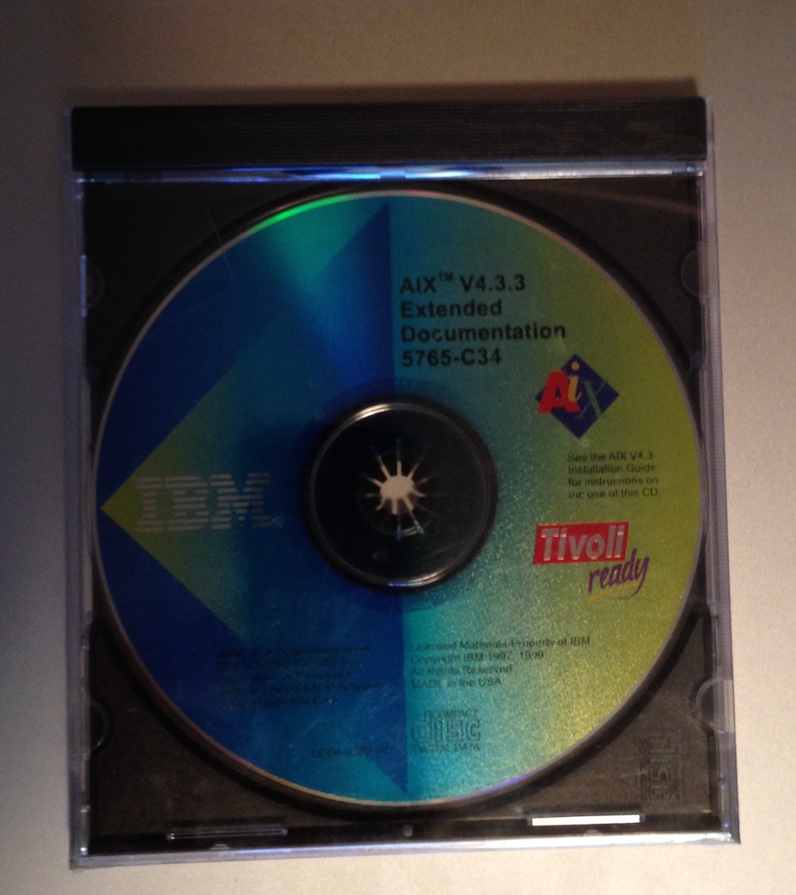 AIX™ V4.3.3
Extended
Documentation
5765-C34
AiX
See the AIX V4.3
Installation Guide
for instructions on
the use of this CD.
IBM
Tivoli
ready
Licensed Materials-Property of IBM
Copyright IBM 1997, 1999
All Rights Reserved
MADE in the USA
COMPACT
disc
DIGITAL DATA